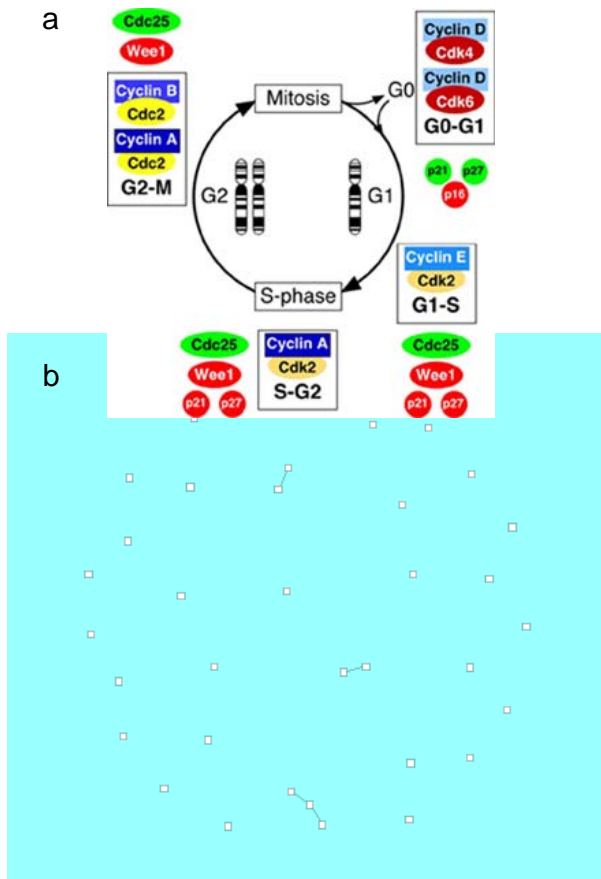 a
Cdc25
Wee1
Cyclin B
Cdc2
Cyclin A
Cdc2
G2-M
Mitosis
G0
Cyclin D
Cdk4
Cyclin D
Cdk6
G0-G1
p21
p27
p16
G2
G1
S-phase
Cyclin E
Cdk2
G1-S
Cdc25
Wee1
p21
p27
Cyclin A
Cdk2
S-G2
Cdc25
Wee1
p21
p27
b